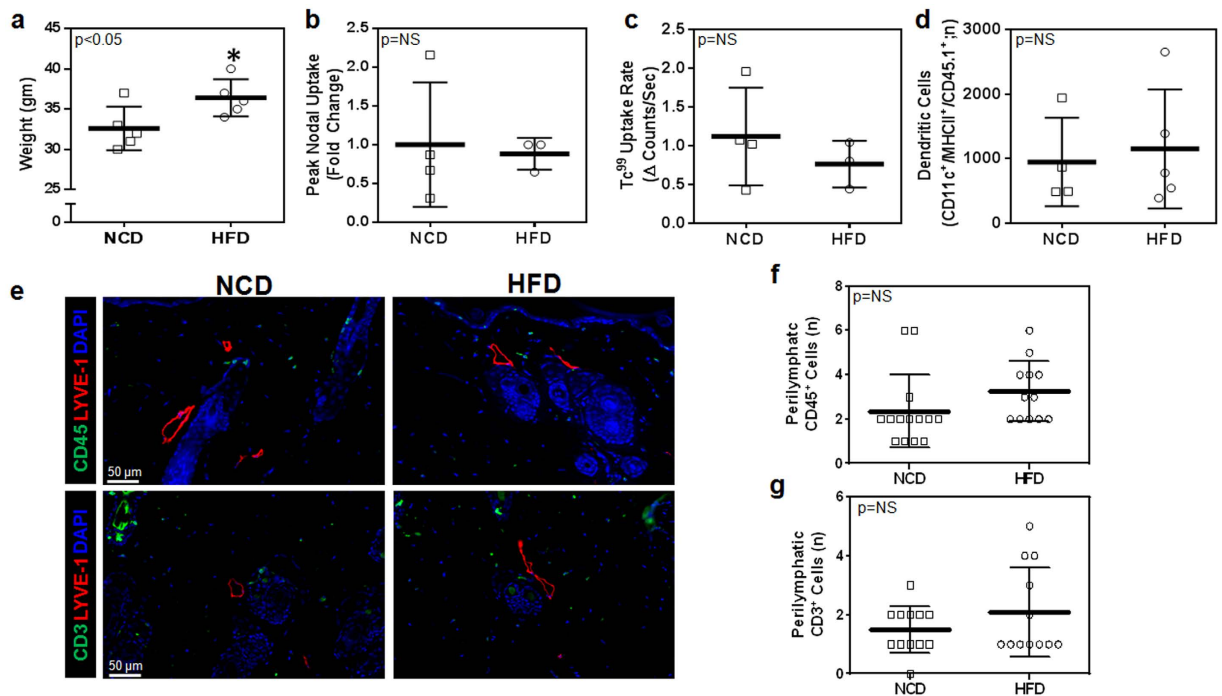 a
p<0.05
*
Weight (gm)
45
40
35
30
25
0
NCD
HFD
b
p=NS
Peak Nodal Uptake
(Fold Change)
2.5
2.0
1.5
1.0
0.5
0.0
NCD
HFD
c
p=NS
Tc⁹⁹ Uptake Rate
(Δ Counts/Sec)
2.5
2.0
1.5
1.0
0.5
0.0
NCD
HFD
d
p=NS
Dendritic Cells
(CD11c⁺/MHCII⁺/CD45.1⁺;n)
3000
2000
1000
0
NCD
HFD
e
NCD
HFD
CD45 LYVE-1 DAPI
50 µm
CD3 LYVE-1 DAPI
50 µm
f
p=NS
Perilymphatc
CD45⁺ Cells (n)
8
6
4
2
0
NCD
HFD
g
p=NS
Perilymphatic
CD3⁺ Cells (n)
6
4
2
0
NCD
HFD